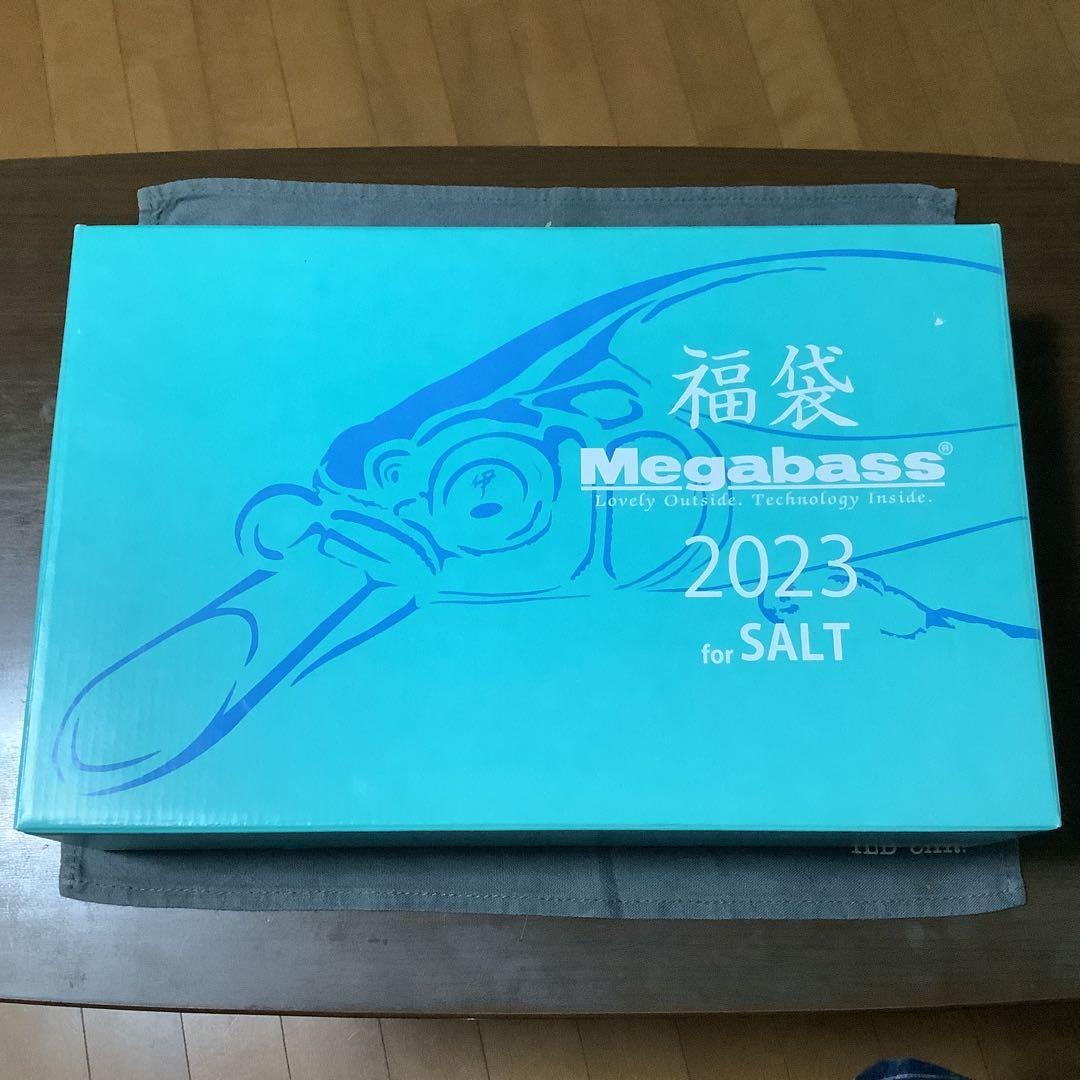 福袋
Megabass®
Lovely Outside. Technology Inside.
2023
for SALT